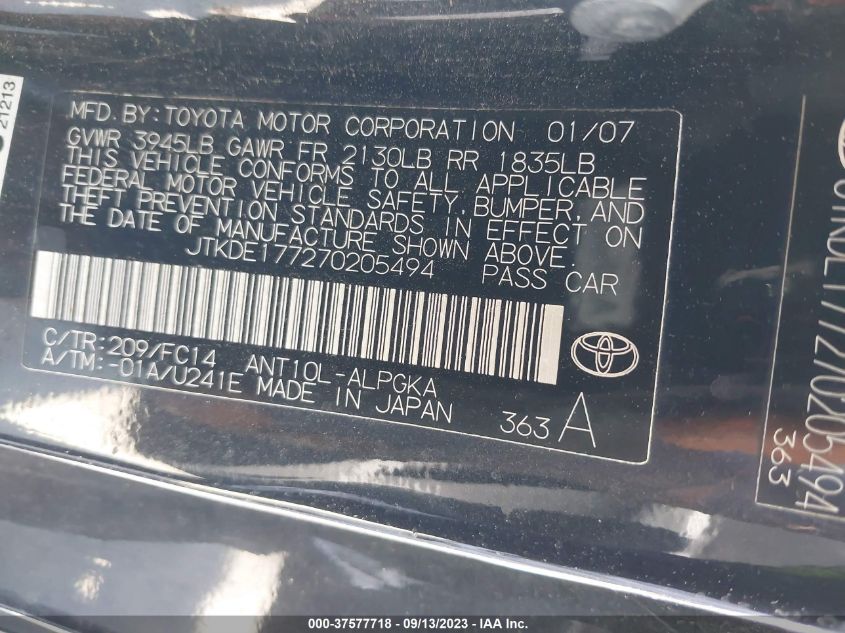 21213
MFD. BY: TOYOTA MOTOR CORPORATION 01/07
GVWR 3945LB GAWR FR 2130LB RR 1835LB
THIS VEHICLE CONFORMS TO ALL APPLICABLE
FEDERAL MOTOR VEHICLE SAFETY, BUMPER, AND
THEFT PREVENTION STANDARDS IN EFFECT ON
THE DATE OF MANUFACTURE SHOWN ABOVE.
JTKDE177270205494 PASS CAR
C/TR:209/FC14 ANT10L-ALPGKA
A/TM:-01A/U241E MADE IN JAPAN
363 A
JTKDE177270205494
363
000-37577718 - 09/13/2023 - IAA Inc.